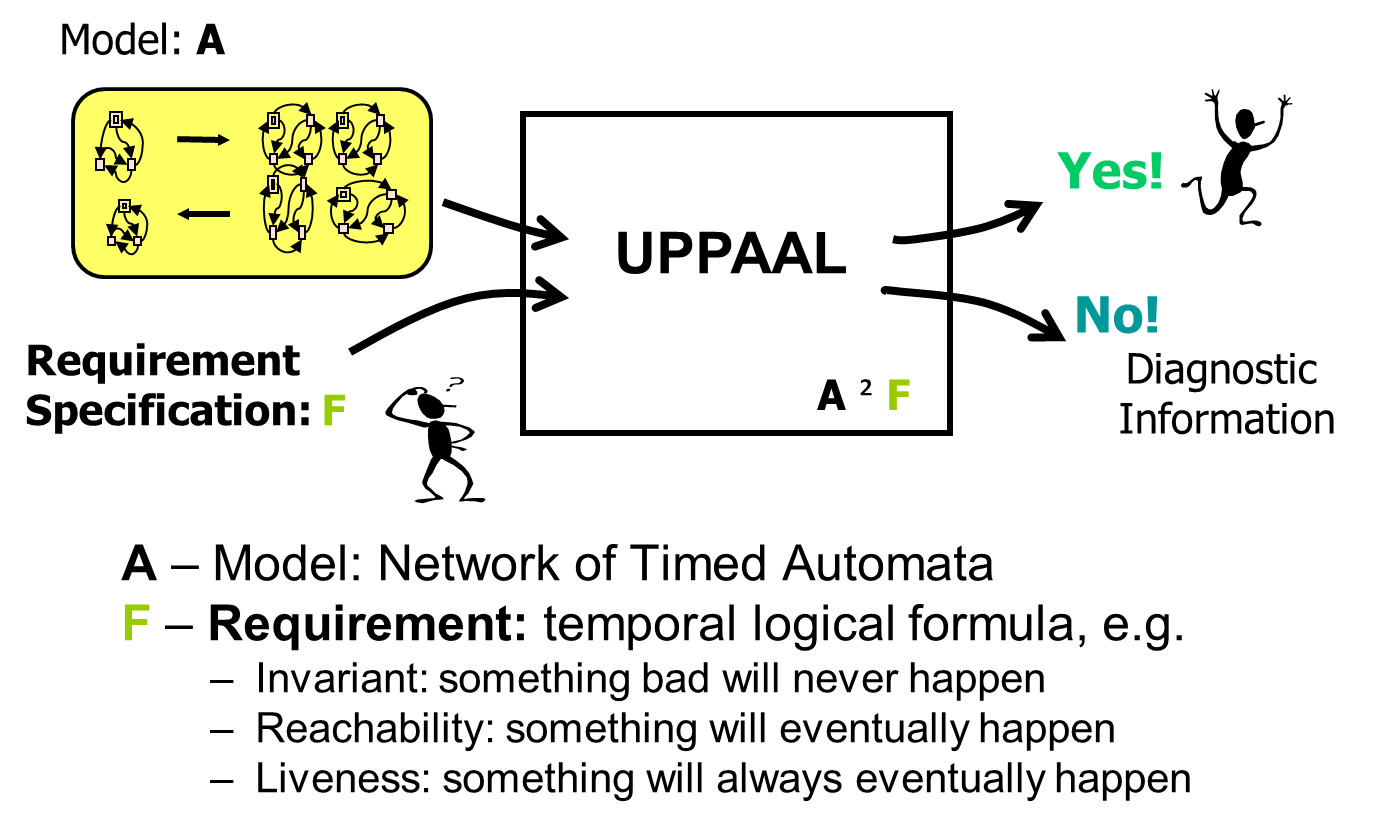 Model: A
UPPAAL
Yes!
No!
Diagnostic
Information
Requirement
Specification: F
?
A ² F
A – Model: Network of Timed Automata
F – Requirement: temporal logical formula, e.g.
– Invariant: something bad will never happen
– Reachability: something will eventually happen
– Liveness: something will always eventually happen